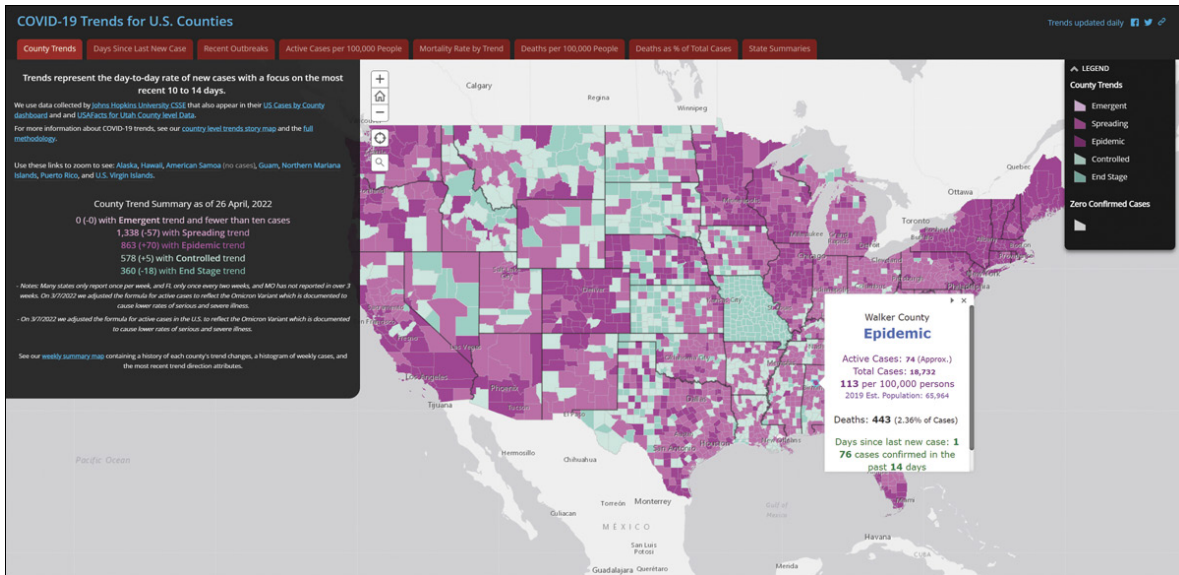 COVID-19 Trends for U.S. Counties
Trends updated daily
County Trends
Days Since Last New Case
Recent Outbreaks
Active Cases per 100,000 People
Mortality Rate by Trend
Deaths per 100,000 People
Deaths as % of Total Cases
State Summaries
Trends represent the day-to-day rate of new cases with a focus on the most
recent 10 to 14 days.
We use data collected by Johns Hopkins University CSSE that also appear in their US Cases by County
dashboard and and USAFacts for Utah County level Data.
For more information about COVID-19 trends, see our country level trends story map and the full
methodology.
Use these links to zoom to see: Alaska, Hawaii, American Samoa (no cases), Guam, Northern Mariana
Islands, Puerto Rico, and U.S. Virgin Islands.
County Trend Summary as of 26 April, 2022
0 (-0) with Emergent trend and fewer than ten cases
1,338 (-57) with Spreading trend
863 (+70) with Epidemic trend
578 (+5) with Controlled trend
360 (-18) with End Stage trend
- Notes: Many states only report once per week, and FL only once every two weeks, and MO has not reported in over 3
weeks. On 3/7/2022 we adjusted the formula for active cases to reflect the Omicron Variant which is documented to
cause lower rates of serious and severe illness.
- On 3/7/2022 we adjusted the formula for active cases in the U.S. to reflect the Omicron Variant which is documented
to cause lower rates of serious and severe illness.
See our weekly summary map containing a history of each county's trend changes, a histogram of weekly cases, and
the most recent trend direction attributes.
LEGEND
County Trends
Emergent
Spreading
Epidemic
Controlled
End Stage
Zero Confirmed Cases
Calgary
Regina
Winnipeg
Quebec
Ottawa
Toronto
Minneapolis
Cleveland
Denver
Las Vegas
Los Angeles
Phoenix
Tucson
Tijuana
El Paso
San Antonio
Houston
Miami
Pacific Ocean
Hermosillo
Chihuahua
Torreón
Monterrey
Culiacan
MÉXICO
San Luis
Potosi
Guadalajara
Querétaro
Gulf of
Mexico
Havana
CUBA
Merida
Walker County
Epidemic
Active Cases: 74 (Approx.)
Total Cases: 18,732
113 per 100,000 persons
2019 Est. Population: 65,964
Deaths: 443 (2.36% of Cases)
Days since last new case: 1
76 cases confirmed in the
past 14 days